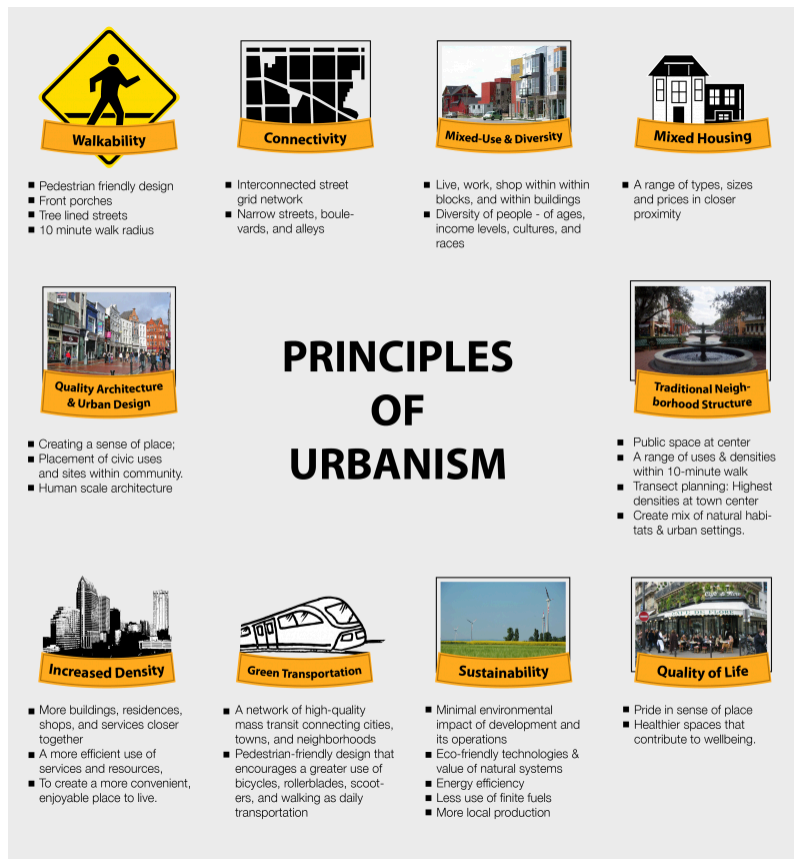 Walkability
■ Pedestrian friendly design
■ Front porches
■ Tree lined streets
■ 10 minute walk radius
Connectivity
■ Interconnected street
grid network
■ Narrow streets, boule-
vards, and alleys
Mixed-Use & Diversity
■ Live, work, shop within within
blocks, and within buildings
■ Diversity of people - of ages,
income levels, cultures, and
races
Mixed Housing
■ A range of types, sizes
and prices in closer
proximity
Quality Architecture
& Urban Design
■ Creating a sense of place;
■ Placement of civic uses
and sites within community.
■ Human scale architecture
PRINCIPLES
OF
URBANISM
Traditional Neigh-
borhood Structure
■ Public space at center
■ A range of uses & densities
within 10-minute walk
■ Transect planning: Highest
densities at town center
■ Create mix of natural habi-
tats & urban settings.
Increased Density
■ More buildings, residences,
shops, and services closer
together
■ A more efficient use of
services and resources,
■ To create a more convenient,
enjoyable place to live.
Green Transportation
■ A network of high-quality
mass transit connecting cities,
towns, and neighborhoods
■ Pedestrian-friendly design that
encourages a greater use of
bicycles, rollerblades, scoot-
ers, and walking as daily
transportation
Sustainability
■ Minimal environmental
impact of development and
its operations
■ Eco-friendly technologies &
value of natural systems
■ Energy efficiency
■ Less use of finite fuels
■ More local production
CAFE DE FLORE
Quality of Life
■ Pride in sense of place
■ Healthier spaces that
contribute to wellbeing.